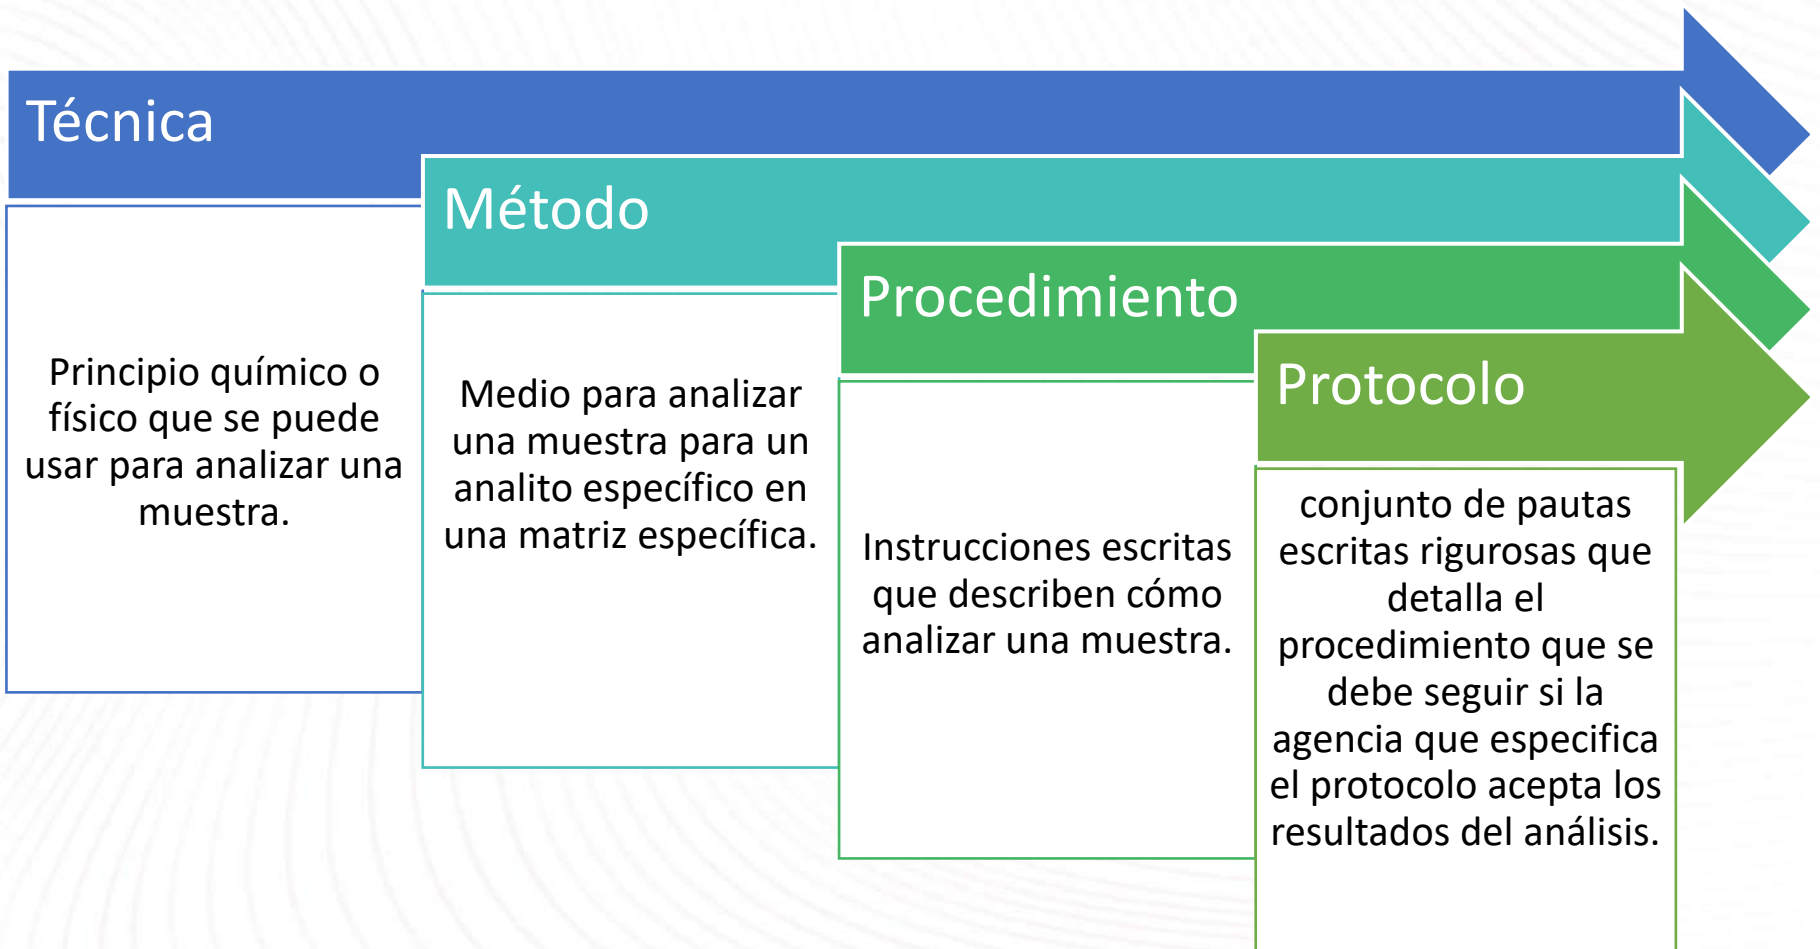 Técnica
Principio químico o
físico que se puede
usar para analizar una
muestra.
Método
Medio para analizar
una muestra para un
analito específico en
una matriz específica.
Procedimiento
Instrucciones escritas
que describen cómo
analizar una muestra.
Protocolo
conjunto de pautas
escritas rigurosas que
detalla el
procedimiento que se
debe seguir si la
agencia que especifica
el protocolo acepta los
resultados del análisis.